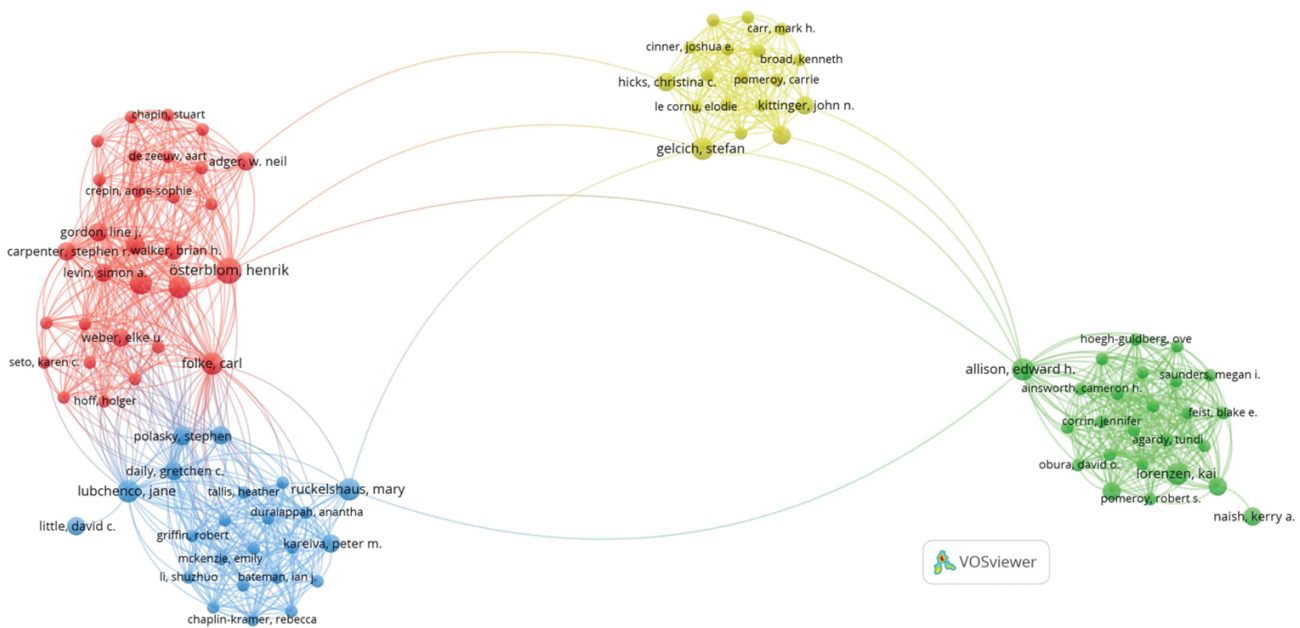 carr, mark h.
cinner, joshua e.
broad, kenneth
hicks, christina c.
pomeroy, carrie
le cornu, elodie
kittinger, john n.
gelcich, stefan
chapin, stuart
de zeeuw, aart
adger, w. neil
crépin, anne-sophie
gordon, line j.
carpenter, stephen r.
walker, brian h.
levin, simon a.
österblom, henrik
weber, elke u.
seto, karen c.
folke, carl
hoff, holger
polasky, stephen
daily, gretchen c.
lubchenco, jane
tallis, heather
ruckelshaus, mary
little, david c.
duralappah, anantha
griffin, robert
kareiva, peter m.
mckenzie, emily
li, shuzhuo
bateman, ian j.
chaplin-kramer, rebecca
hoegh-guldberg, ove
allison, edward h.
saunders, megan i.
ainsworth, cameron h.
corrin, jennifer
feist, blake e.
agardy, tundi
obura, david o.
lorenzen, kai
pomeroy, robert s.
naish, kerry a.
VOSviewer